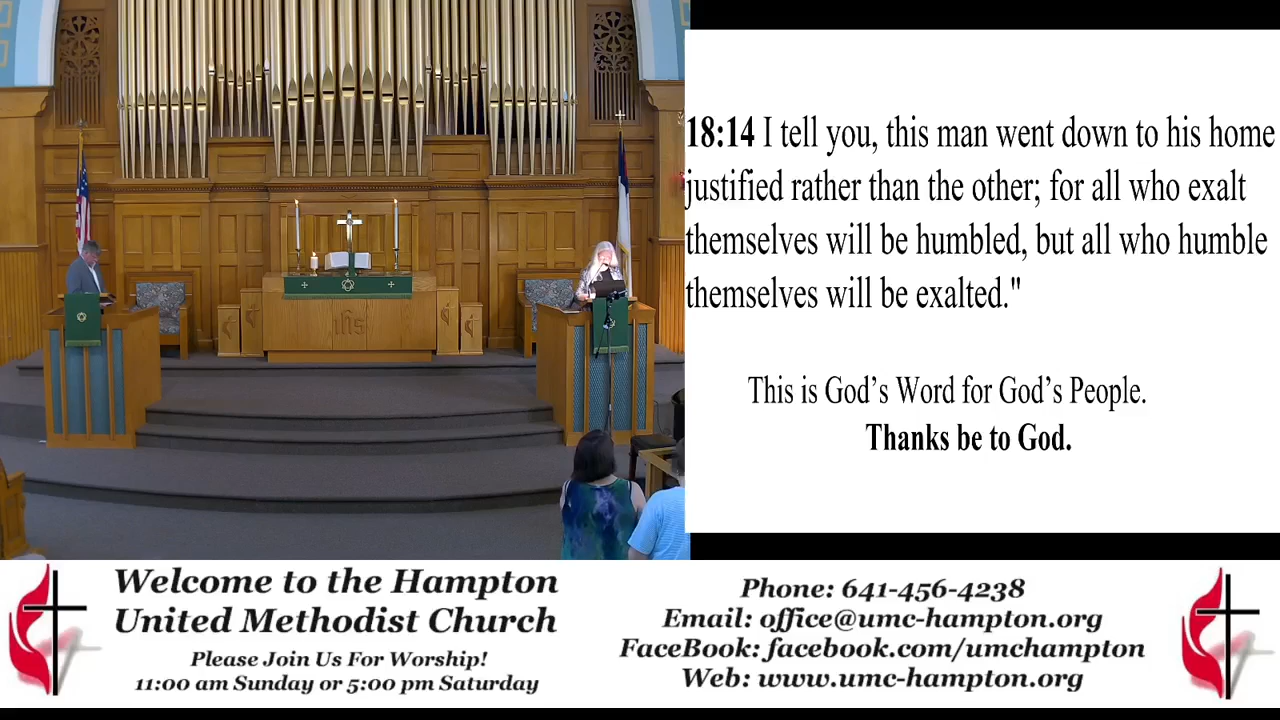 18:14 I tell you, this man went down to his home
justified rather than the other; for all who exalt
themselves will be humbled, but all who humble
themselves will be exalted."
This is God’s Word for God’s People.
Thanks be to God.
ihs
Welcome to the Hampton
United Methodist Church
Please Join Us For Worship!
11:00 am Sunday or 5:00 pm Saturday
Phone: 641-456-4238
Email: office@umc-hampton.org
FaceBook: facebook.com/umchampton
Web: www.umc-hampton.org